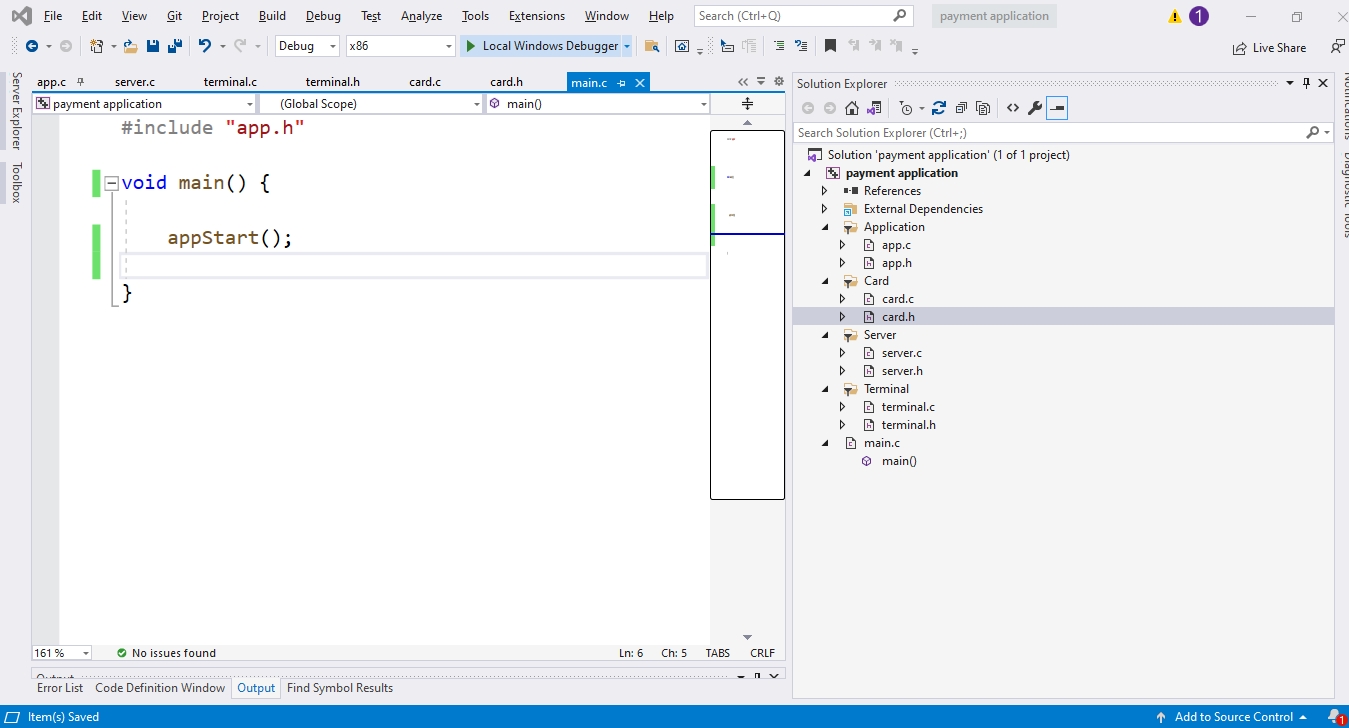 File Edit View Git Project Build Debug Test Analyze Tools Extensions Window Help Search (Ctrl+Q) payment application 1
Debug x86 Local Windows Debugger Live Share
Server Explorer
Toolbox
app.c server.c terminal.c terminal.h card.c card.h main.c
payment application (Global Scope) main()
#include "app.h"
void main() {
appStart();
}
161 % No issues found Ln: 6 Ch: 5 TABS CRLF
Output
Error List Code Definition Window Output Find Symbol Results
Solution Explorer
Search Solution Explorer (Ctrl+;)
Solution 'payment application' (1 of 1 project)
payment application
References
External Dependencies
Application
app.c
app.h
Card
card.c
card.h
Server
server.c
server.h
Terminal
terminal.c
terminal.h
main.c
main()
Notifications
Diagnostic Tools
Item(s) Saved Add to Source Control 1